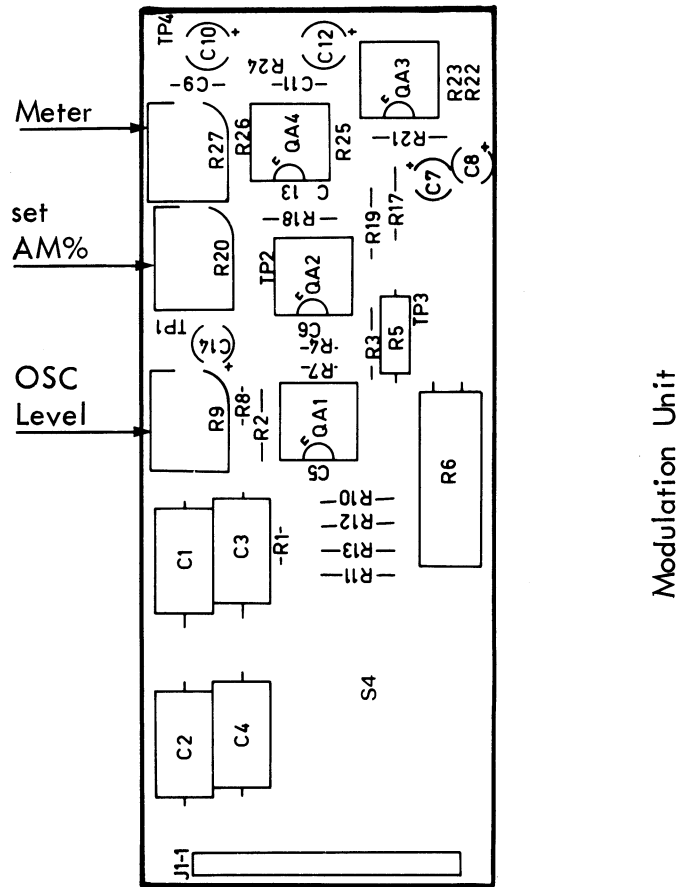 TP4
C10 +
C12 +
R24
-C9-
-C11-
QA3
R23
R22
Meter
R27
R26
QA4
R25
-R21-
C 13
+ C7
C8 +
set
AM%
R20
-R18-
-R19-
-R17-
TP2
QA2
TP1
C14 +
C6
-R4-
-R7-
-R3-
R5
TP3
OSC
Level
R9
-R8-
-R2-
QA1
C5
R6
-R10-
-R12-
-R13-
-R11-
C1
C3
-R1-
C2
C4
S4
J1-1
Modulation Unit